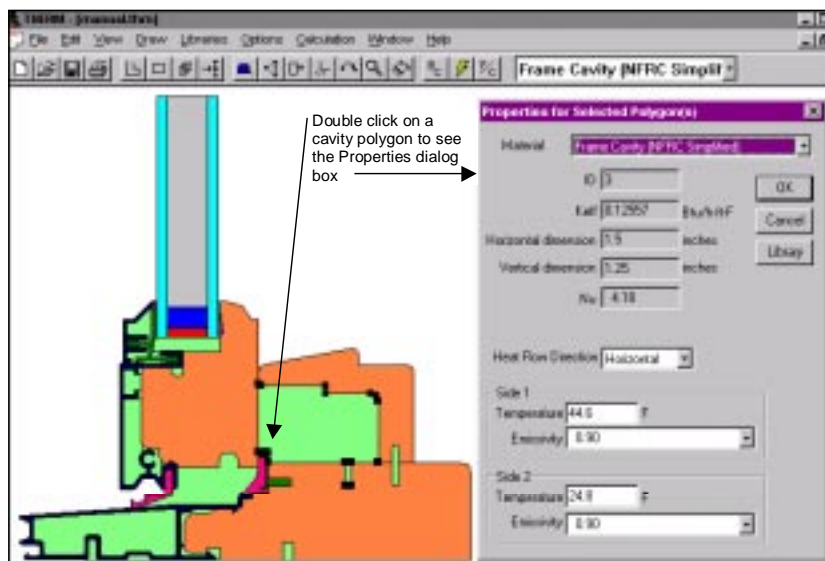 THERM - [manual.thm]
File Edit View Draw Libraries Options Calculation Window Help
Frame Cavity (NFRC Simplif
Double click on a
cavity polygon to see
the Properties dialog
box
Properties for Selected Polygon(s)
Material Frame Cavity (NFRC Simplified)
ID 3
OK
Keff 0.12557 Btu/h-ft-F
Cancel
Horizontal dimension 1.5 inches
Library
Vertical dimension 1.25 inches
Nu 4.18
Heat Flow Direction Horizontal
Side 1
Temperature 44.6 F
Emissivity 0.90
Side 2
Temperature 24.8 F
Emissivity 0.90